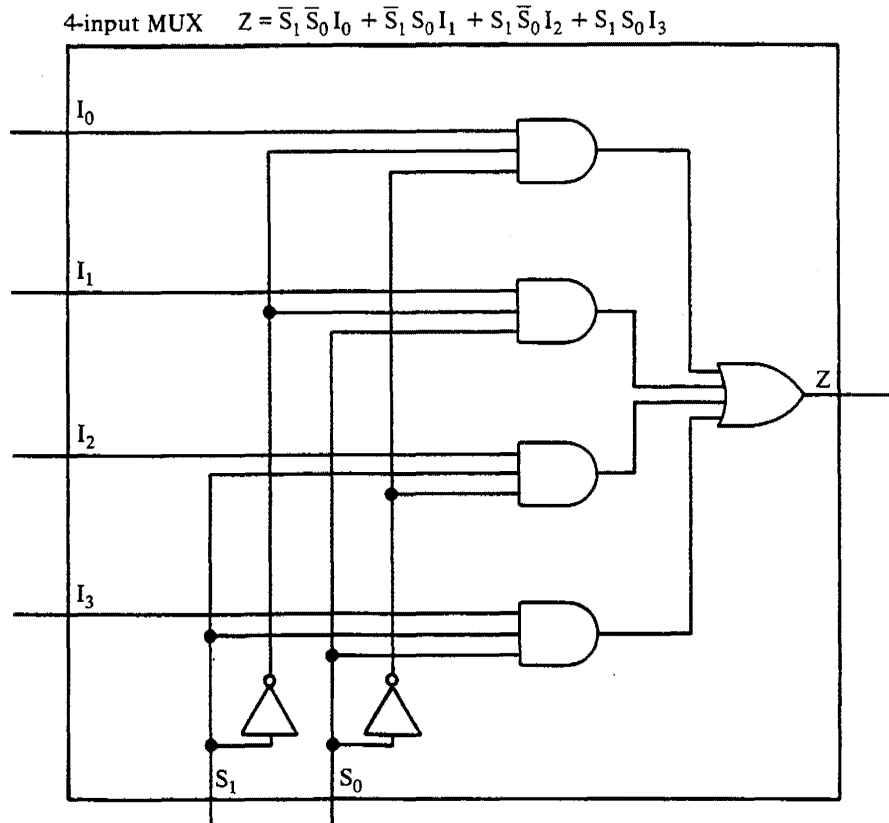 4-input MUX Z = S̅₁ S̅₀ I₀ + S̅₁ S₀ I₁ + S₁ S̅₀ I₂ + S₁ S₀ I₃
I₀
I₁
Z
I₂
I₃
S₁ S₀